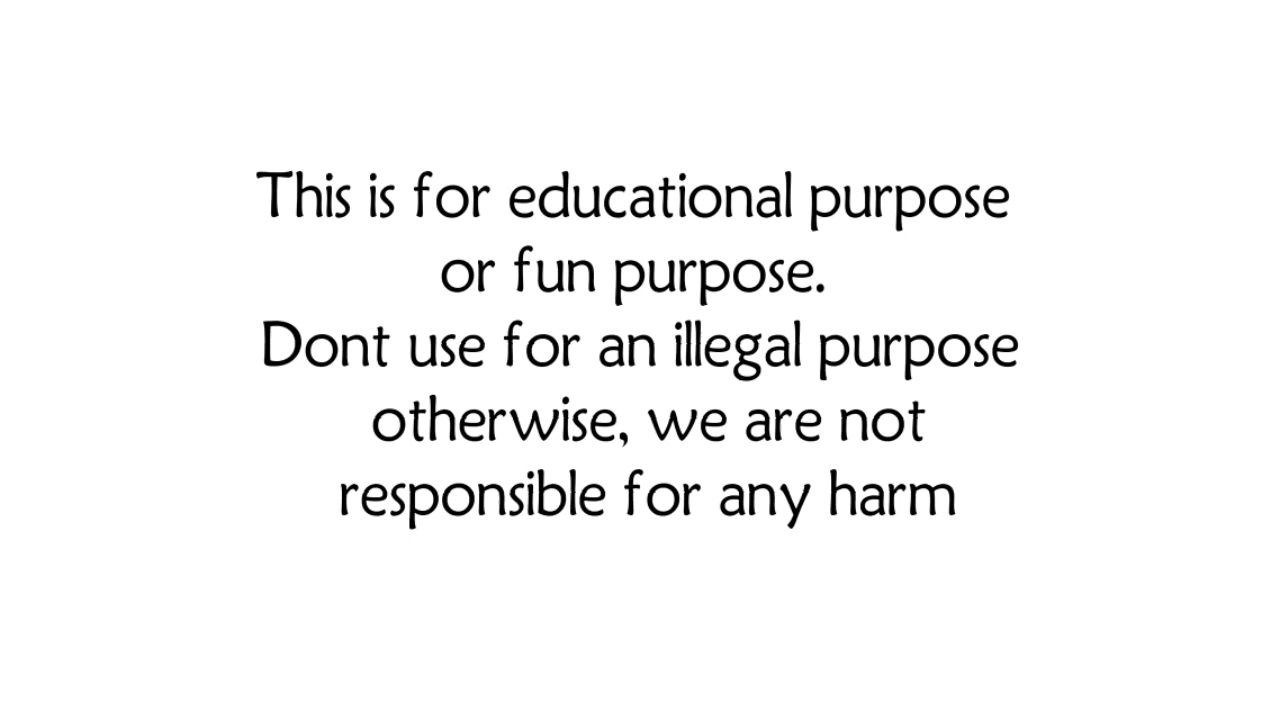 This is for educational purpose
or fun purpose.
Dont use for an illegal purpose
otherwise, we are not
responsible for any harm